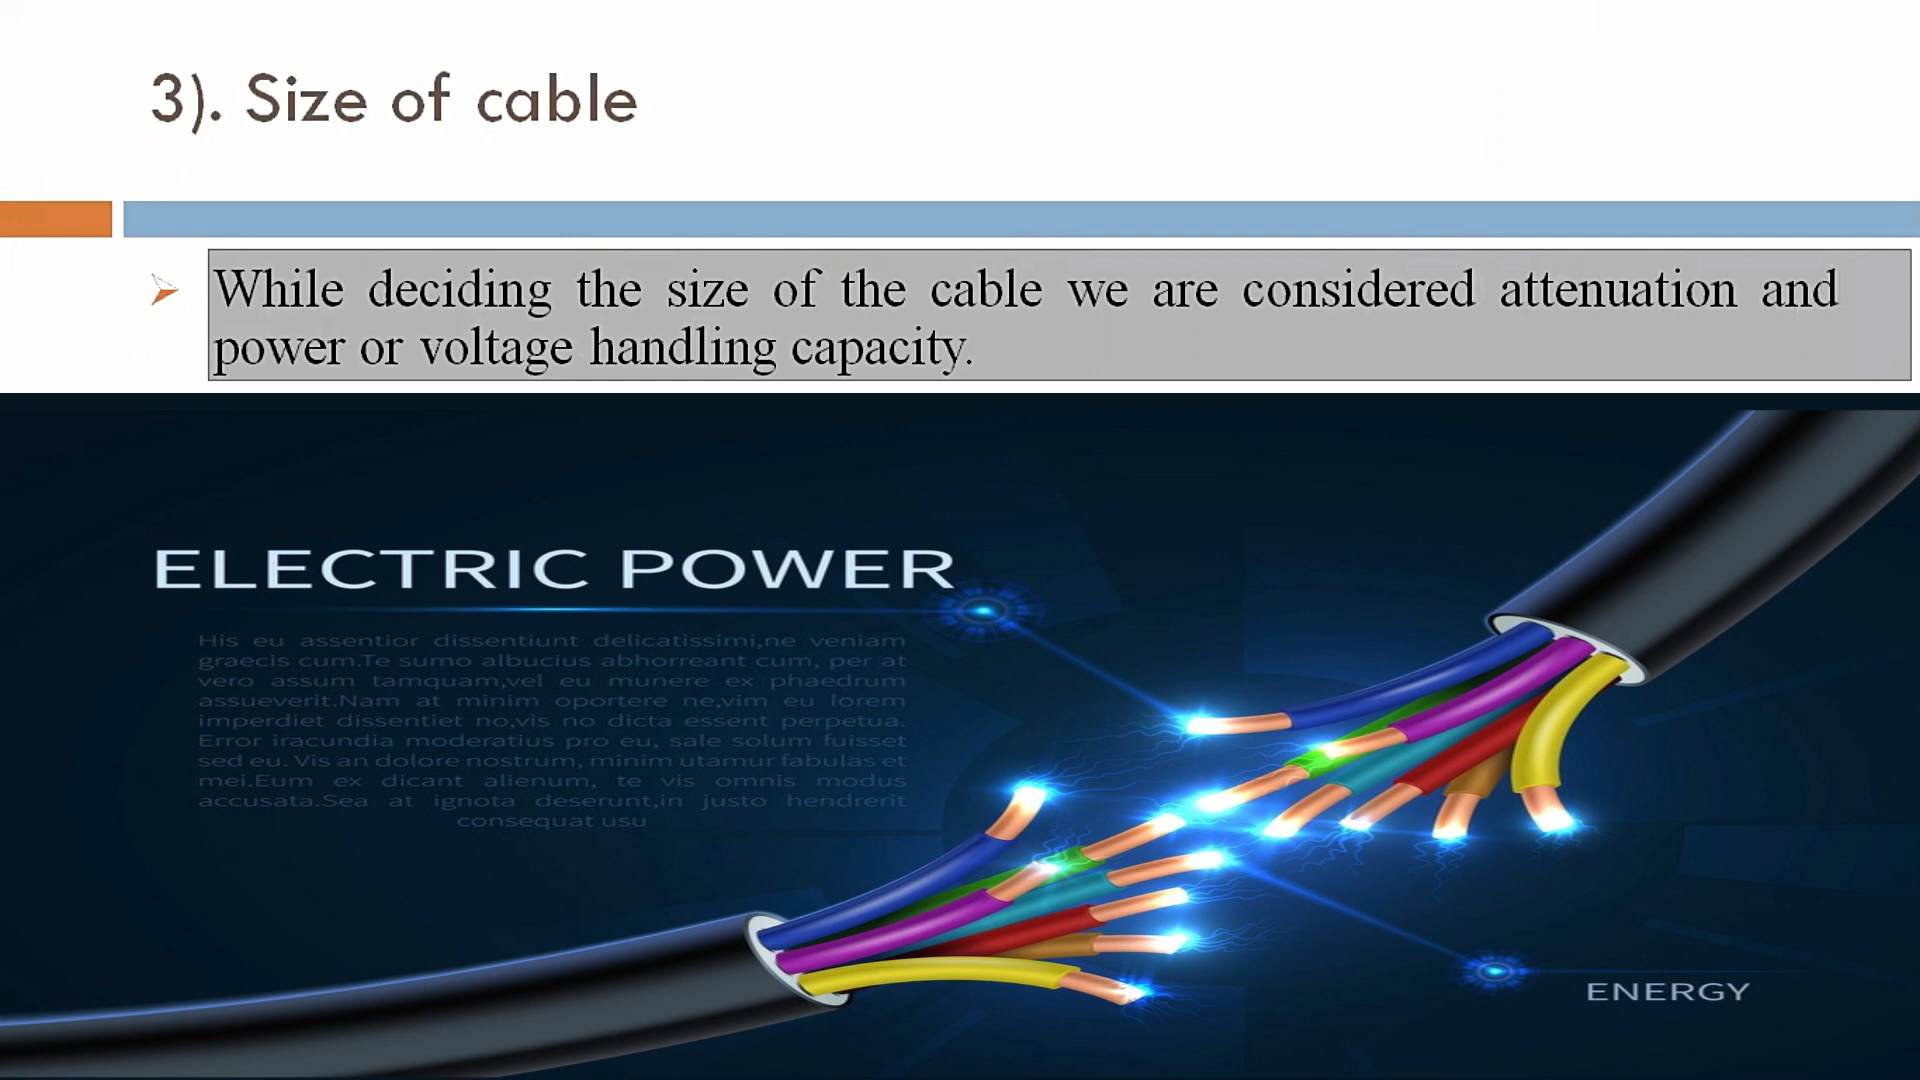 3). Size of cable
While deciding the size of the cable we are considered attenuation and
power or voltage handling capacity.
ELECTRIC POWER
His eu assentior dissentiunt delicatissimi,ne veniam
graecis cum.Te sumo albucius abhorreant cum, per at
vero assum tamquam,vel eu munere ex phaedrum
assueverit.Nam at minim oportere ne,vim eu lorem
imperdiet dissentiet no,vis no dicta essent perpetua.
Error iracundia moderatius pro eu, sale solum fuisset
sed eu. Vis an dolore nostrum, minim utamur fabulas et
mei.Eum ex dicant alienum, te vis omnis modus
accusata.Sea at ignota deserunt,in justo hendrerit
consequat usu
ENERGY